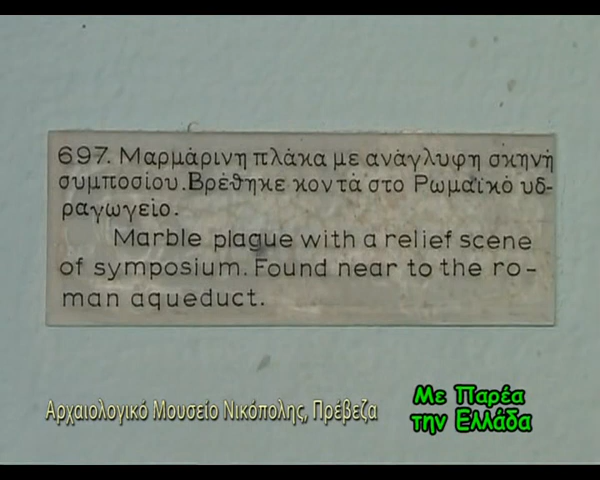 697. Μαρμάρινη πλάκα με ανάγλυφη σκηνή
συμποσίου. Βρέθηκε κοντά στο Ρωμαϊκό υδ-
ραγωγείο.
Marble plague with a relief scene
of symposium. Found near to the ro-
man aqueduct.
Αρχαιολογικό Μουσείο Νικόπολης, Πρέβεζα
Με Παρέα
την Ελλάδα